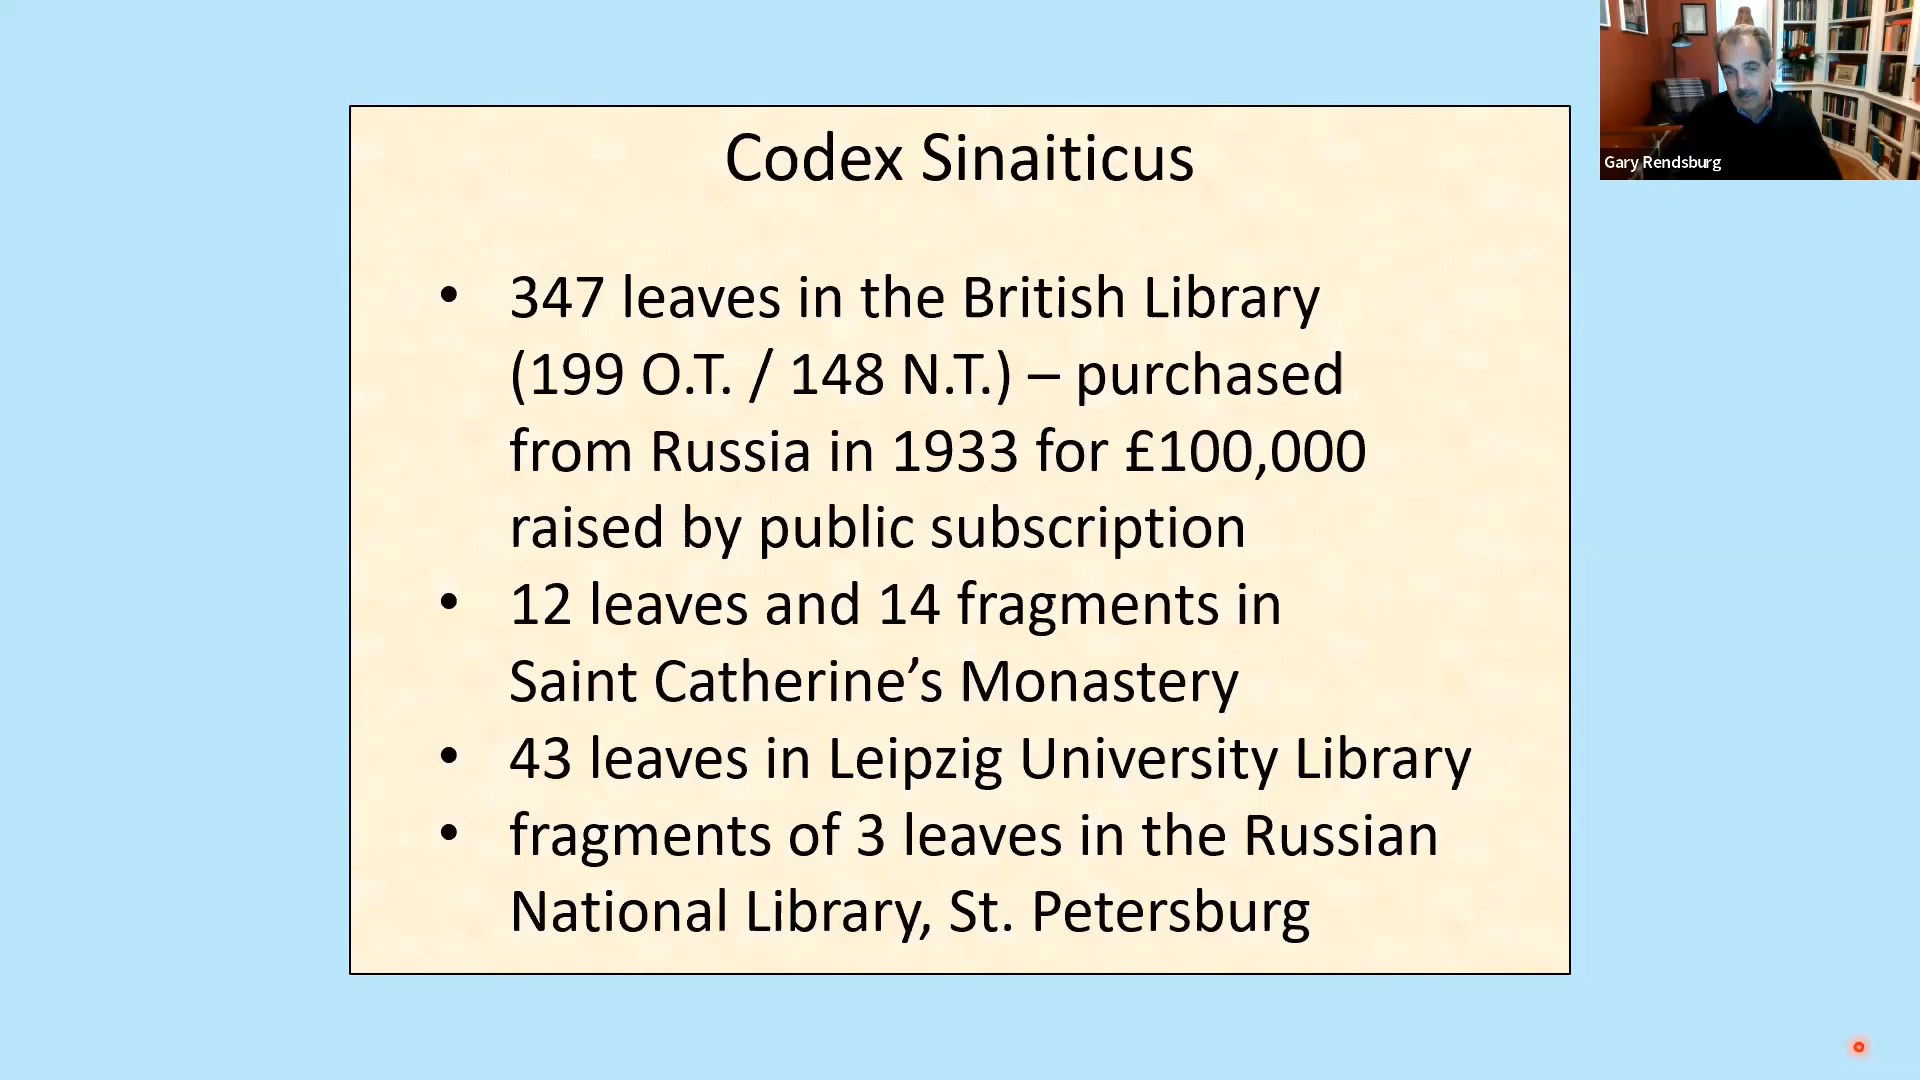 Codex Sinaiticus
• 347 leaves in the British Library
(199 O.T. / 148 N.T.) – purchased
from Russia in 1933 for £100,000
raised by public subscription
• 12 leaves and 14 fragments in
Saint Catherine’s Monastery
• 43 leaves in Leipzig University Library
• fragments of 3 leaves in the Russian
National Library, St. Petersburg
Gary Rendsburg